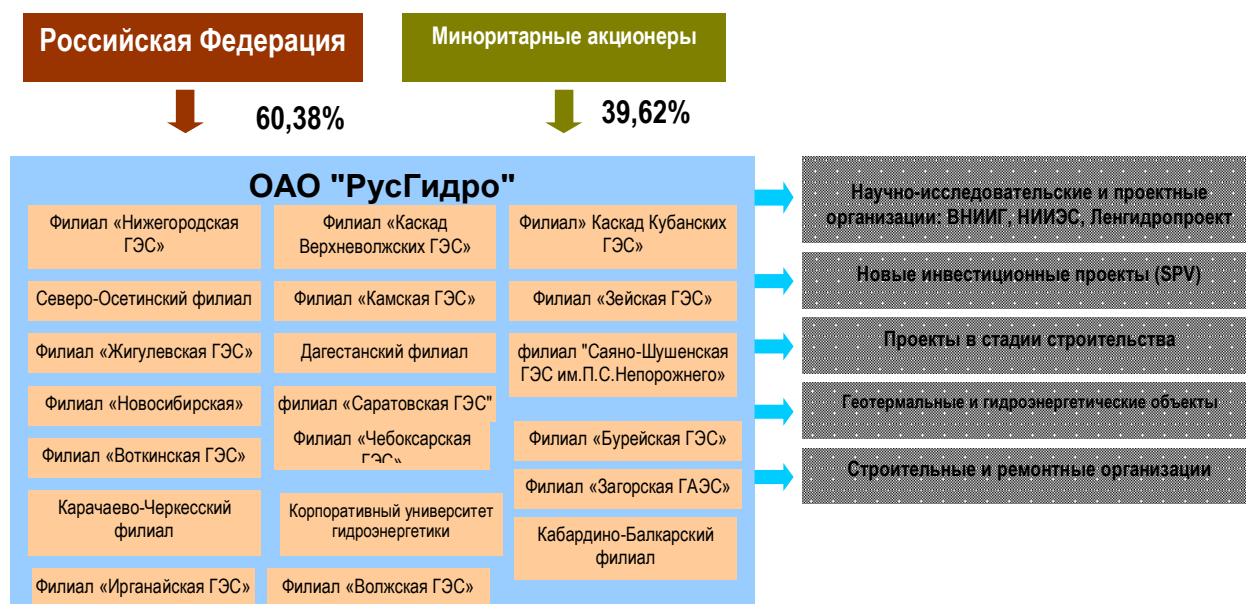 Российская Федерация
Миноритарные акционеры
60,38%
39,62%
ОАО "РусГидро"
Филиал «Нижегородская
ГЭС»
Филиал «Каскад
Верхневолжских ГЭС»
Филиал» Каскад Кубанских
ГЭС»
Северо-Осетинский филиал
Филиал «Камская ГЭС»
Филиал «Зейская ГЭС»
Филиал «Жигулевская ГЭС»
Дагестанский филиал
филиал "Саяно-Шушенская
ГЭС им.П.С.Непорожнего»
Филиал «Новосибирская»
филиал «Саратовская ГЭС"
Филиал «Воткинская ГЭС»
Филиал «Чебоксарская
ГЭС»
Филиал «Бурейская ГЭС»
Филиал «Загорская ГАЭС»
Карачаево-Черкесский
филиал
Корпоративный университет
гидроэнергетики
Кабардино-Балкарский
филиал
Филиал «Ирганайская ГЭС»
Филиал «Волжская ГЭС»
Научно-исследовательские и проектные
организации: ВНИИГ, НИИЭС, Ленгидропроект
Новые инвестиционные проекты (SPV)
Проекты в стадии строительства
Геотермальные и гидроэнергетические объекты
Строительные и ремонтные организации